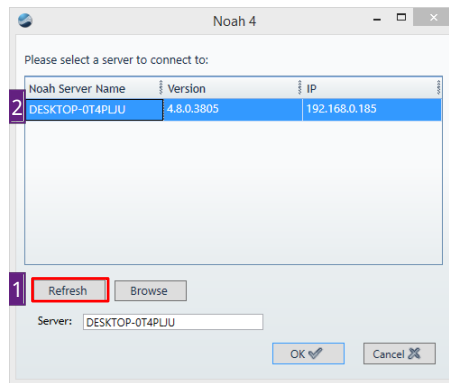 Noah 4
Please select a server to connect to:
Noah Server Name Version IP
2 DESKTOP-0T4PLJU 4.8.0.3805 192.168.0.185
1 Refresh Browse
Server: DESKTOP-0T4PLJU
OK Cancel